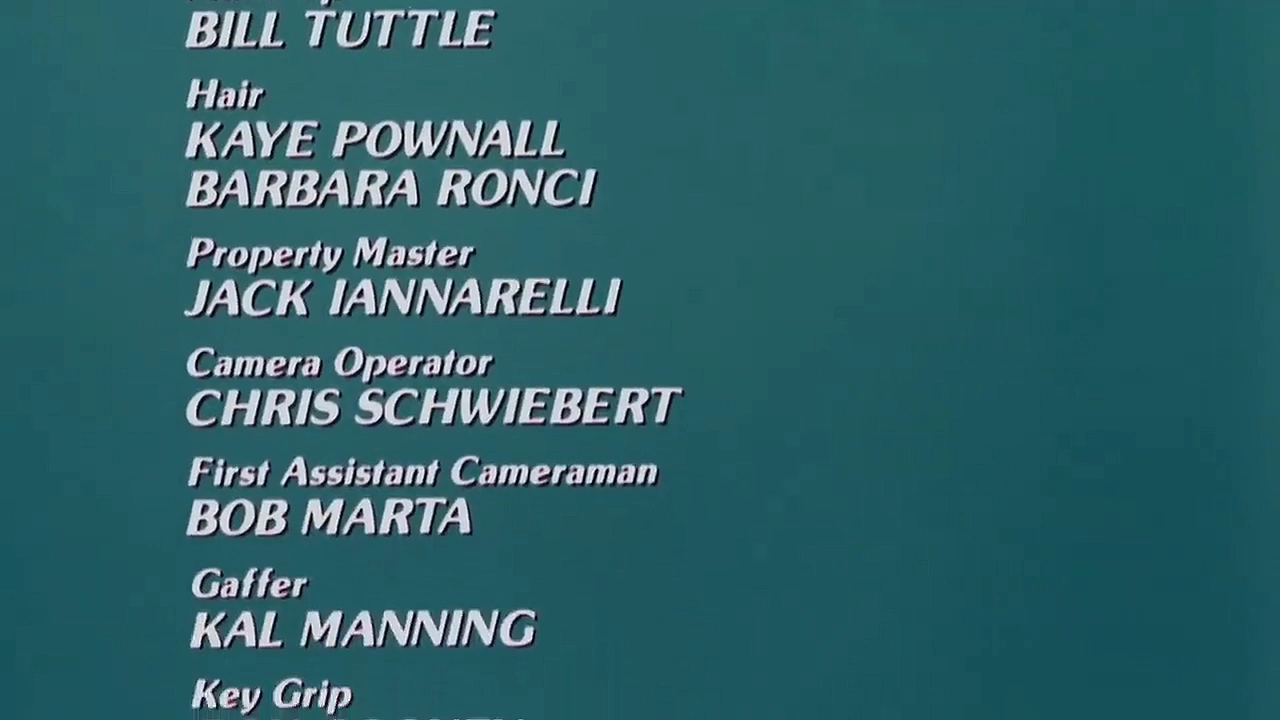 BILL TUTTLE
Hair
KAYE POWNALL
BARBARA RONCI
Property Master
JACK IANNARELLI
Camera Operator
CHRIS SCHWIEBERT
First Assistant Cameraman
BOB MARTA
Gaffer
KAL MANNING
Key Grip